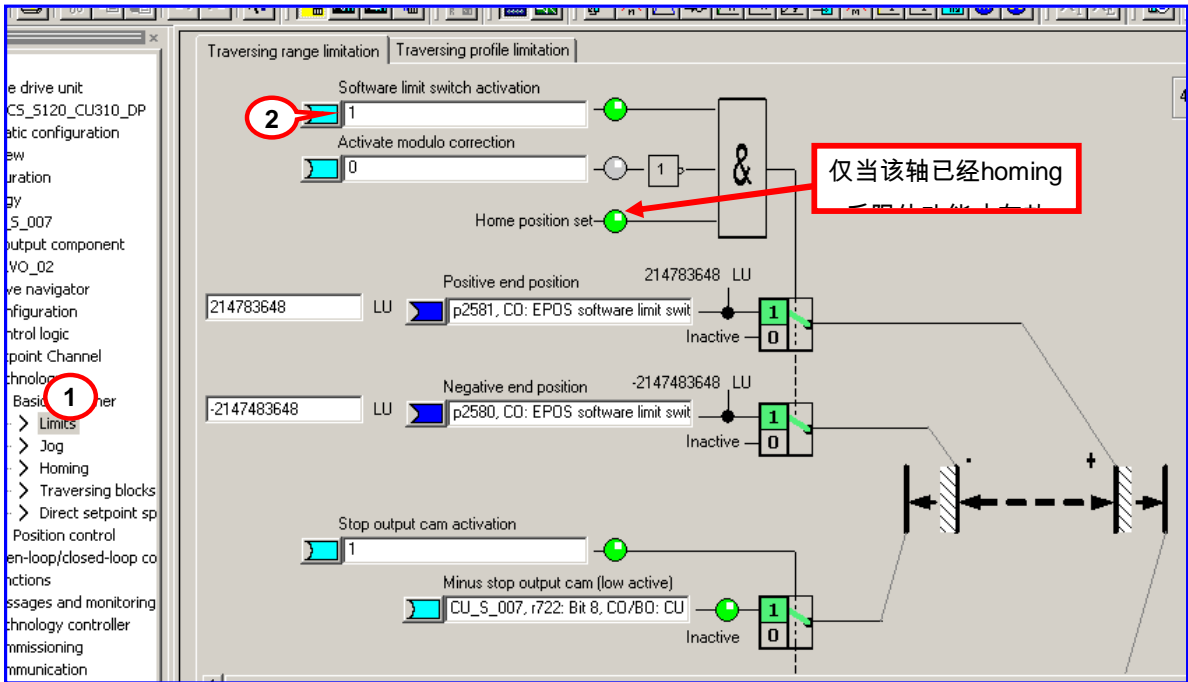 e drive unit
CS_S120_CU310_DP
atic configuration
ew
uration
gy
_S_007
output component
VO_02
ve navigator
nfiguration
ntrol logic
tpoint Channel
chnolo
Basic
ner
Limits
Jog
Homing
Traversing blocks
Direct setpoint sp
Position control
en-loop/closed-loop co
nctions
ssages and monitoring
chnology controller
mmissioning
mmunication
1
Traversing range limitation
Traversing profile limitation
4
Software limit switch activation
2
1
Activate modulo correction
0
1
&
Home position set
仅当该轴已经homing
Positive end position
214783648 LU
214783648
LU
p2581, CO: EPOS software limit swit
1
Inactive
0
Negative end position
-2147483648 LU
-2147483648
LU
p2580, CO: EPOS software limit swit
1
Inactive
0
- +
Stop output cam activation
1
Minus stop output cam (low active)
CU_S_007, r722: Bit 8, CO/BO: CU
1
Inactive
0